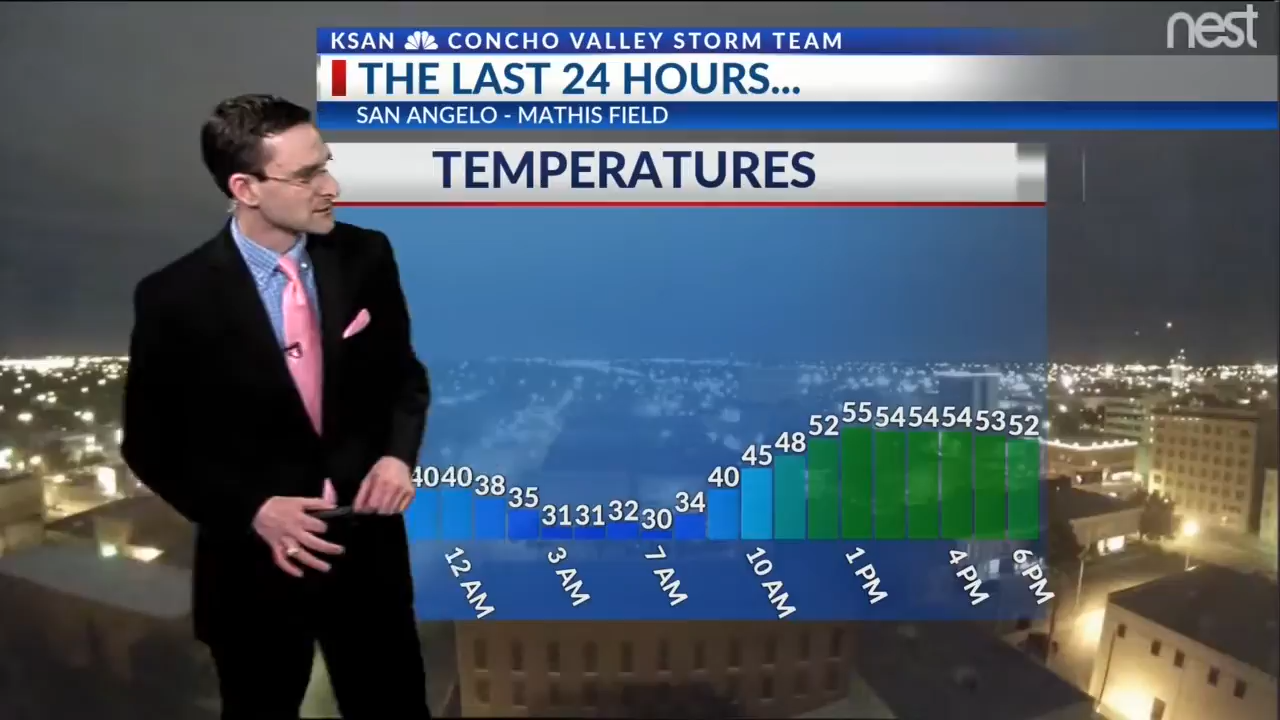 nest
KSAN CONCHO VALLEY STORM TEAM
THE LAST 24 HOURS...
SAN ANGELO - MATHIS FIELD
TEMPERATURES
40 40 38 35 31 31 32 30 34 40 45 48 52 55 54 54 54 53 52
12 AM 3 AM 7 AM 10 AM 1 PM 4 PM 6 PM